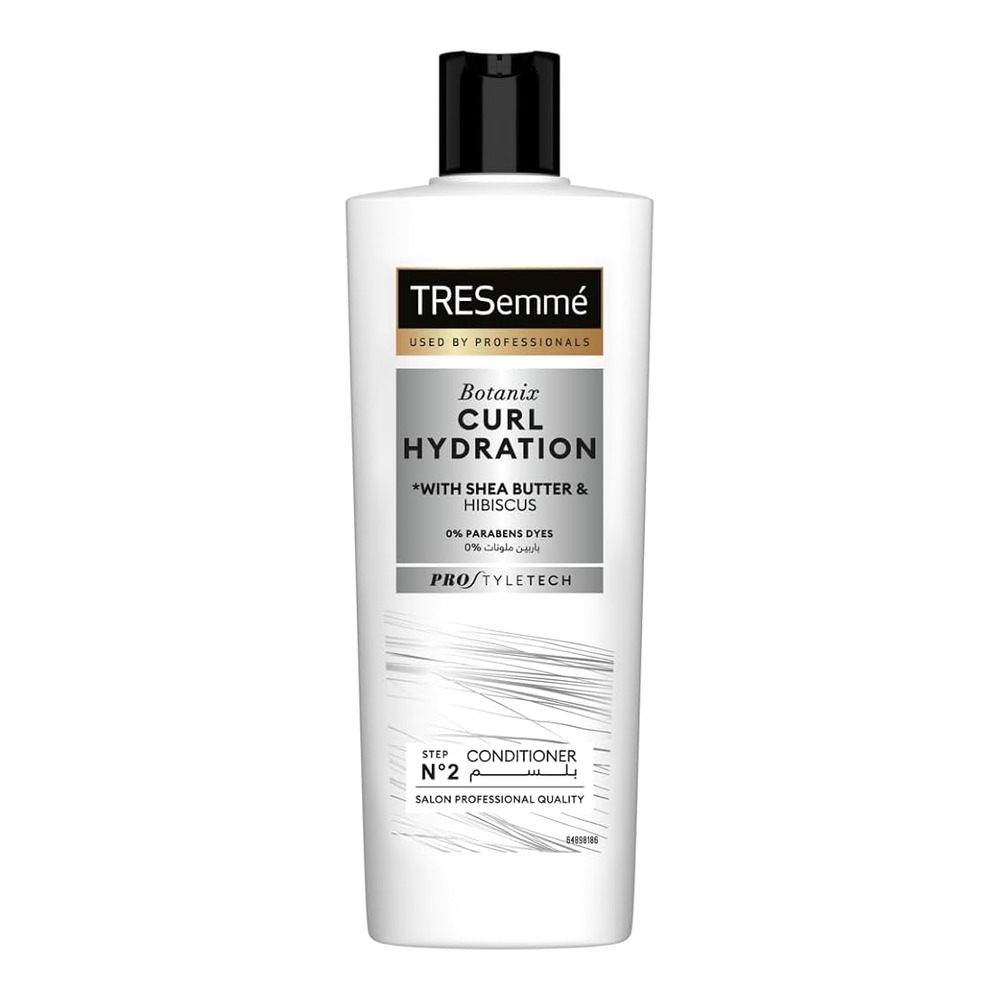 TRESemmé
USED BY PROFESSIONALS
Botanix
CURL
HYDRATION
*WITH SHEA BUTTER &
HIBISCUS
0% PARABENS DYES
باربين ملونات 0%
PROSTYLETECH
STEP
N°2
CONDITIONER
بلسم
SALON PROFESSIONAL QUALITY
64898186